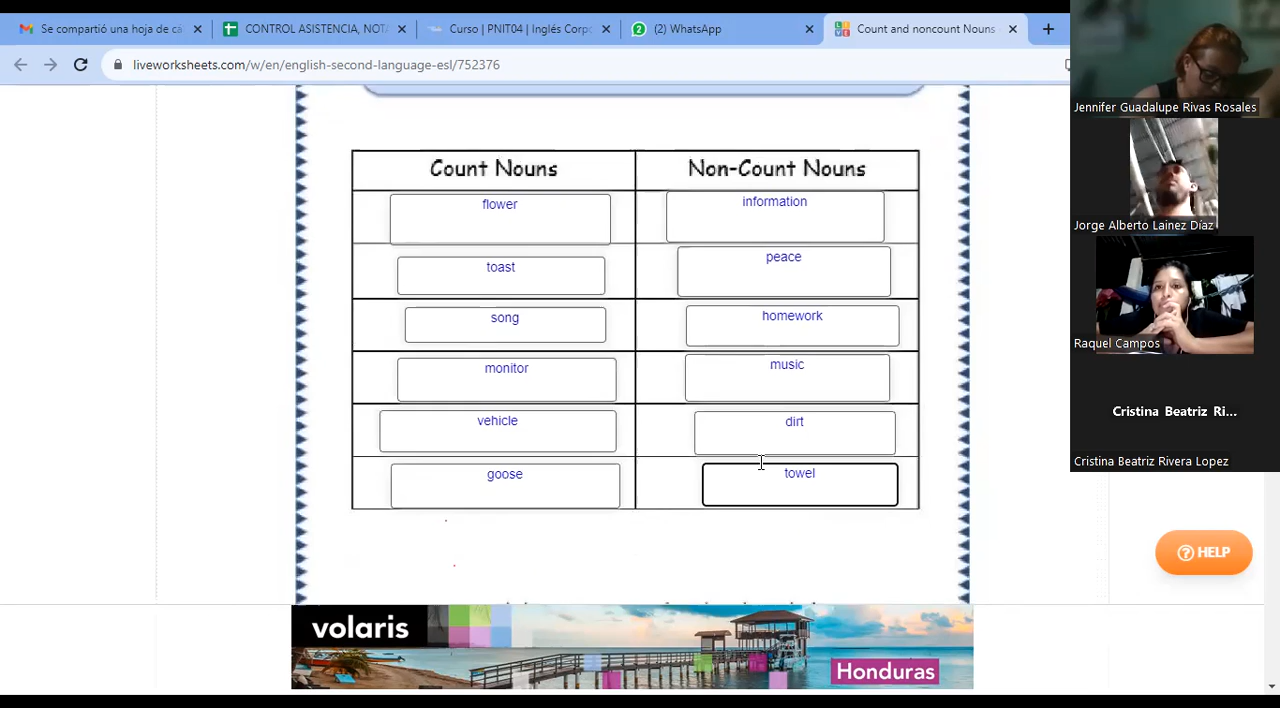 Se compartió una hoja de cá
CONTROL ASISTENCIA, NOTA
Curso | PNIT04 | Inglés Corpo
(2) WhatsApp
Count and noncount Nouns
liveworksheets.com/w/en/english-second-language-esl/752376
Count Nouns
Non-Count Nouns
flower
information
toast
peace
song
homework
monitor
music
vehicle
dirt
goose
towel
Jennifer Guadalupe Rivas Rosales
Jorge Alberto Lainez Díaz
Raquel Campos
Cristina Beatriz Ri...
Cristina Beatriz Rivera Lopez
HELP
volaris
Honduras